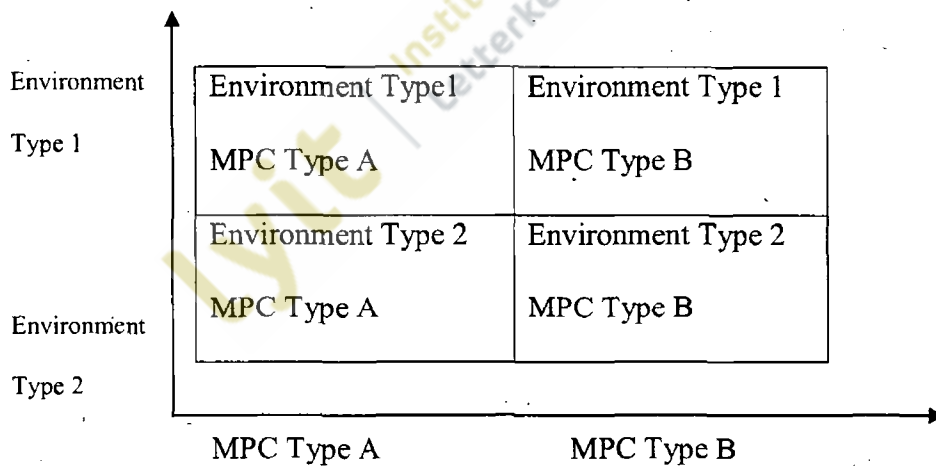 Environment
Type 1
Environment Type1
MPC Type A
Environment Type 1
MPC Type B
Environment Type 2
MPC Type A
Environment Type 2
MPC Type B
Environment
Type 2
MPC Type A
MPC Type B
lyit